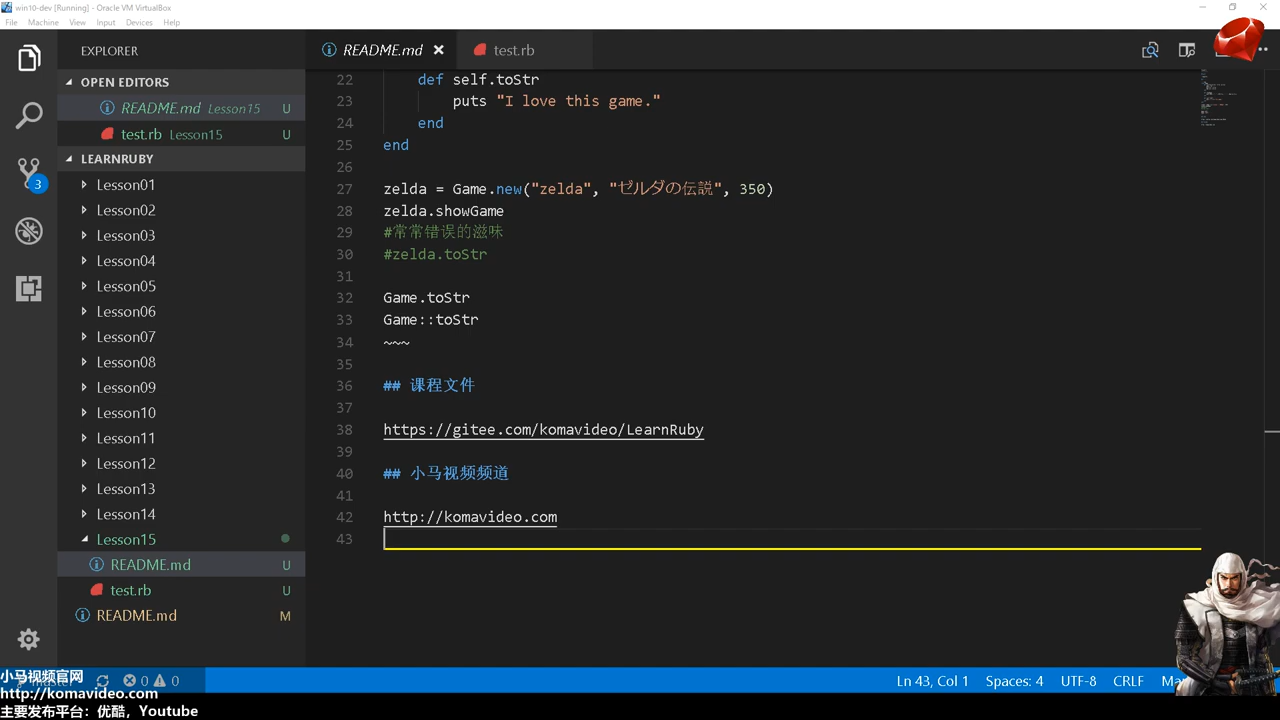 win10-dev [Running] - Oracle VM VirtualBox
File Machine View Input Devices Help
EXPLORER
README.md
test.rb
OPEN EDITORS
README.md Lesson15 U
test.rb Lesson15 U
LEARNRUBY
3
Lesson01
Lesson02
Lesson03
Lesson04
Lesson05
Lesson06
Lesson07
Lesson08
Lesson09
Lesson10
Lesson11
Lesson12
Lesson13
Lesson14
Lesson15
README.md U
test.rb U
README.md M
22 def self.toStr
23 puts "I love this game."
24 end
25 end
26
27 zelda = Game.new("zelda", "ゼルダの伝説", 350)
28 zelda.showGame
29 #常常错误的滋味
30 #zelda.toStr
31
32 Game.toStr
33 Game::toStr
34 ~~~
35
36 ## 课程文件
37
38 https://gitee.com/komavideo/LearnRuby
39
40 ## 小马视频频道
41
42 http://komavideo.com
43
0 0
Ln 43, Col 1 Spaces: 4 UTF-8 CRLF
小马视频官网
http://komavideo.com
主要发布平台：优酷，Youtube